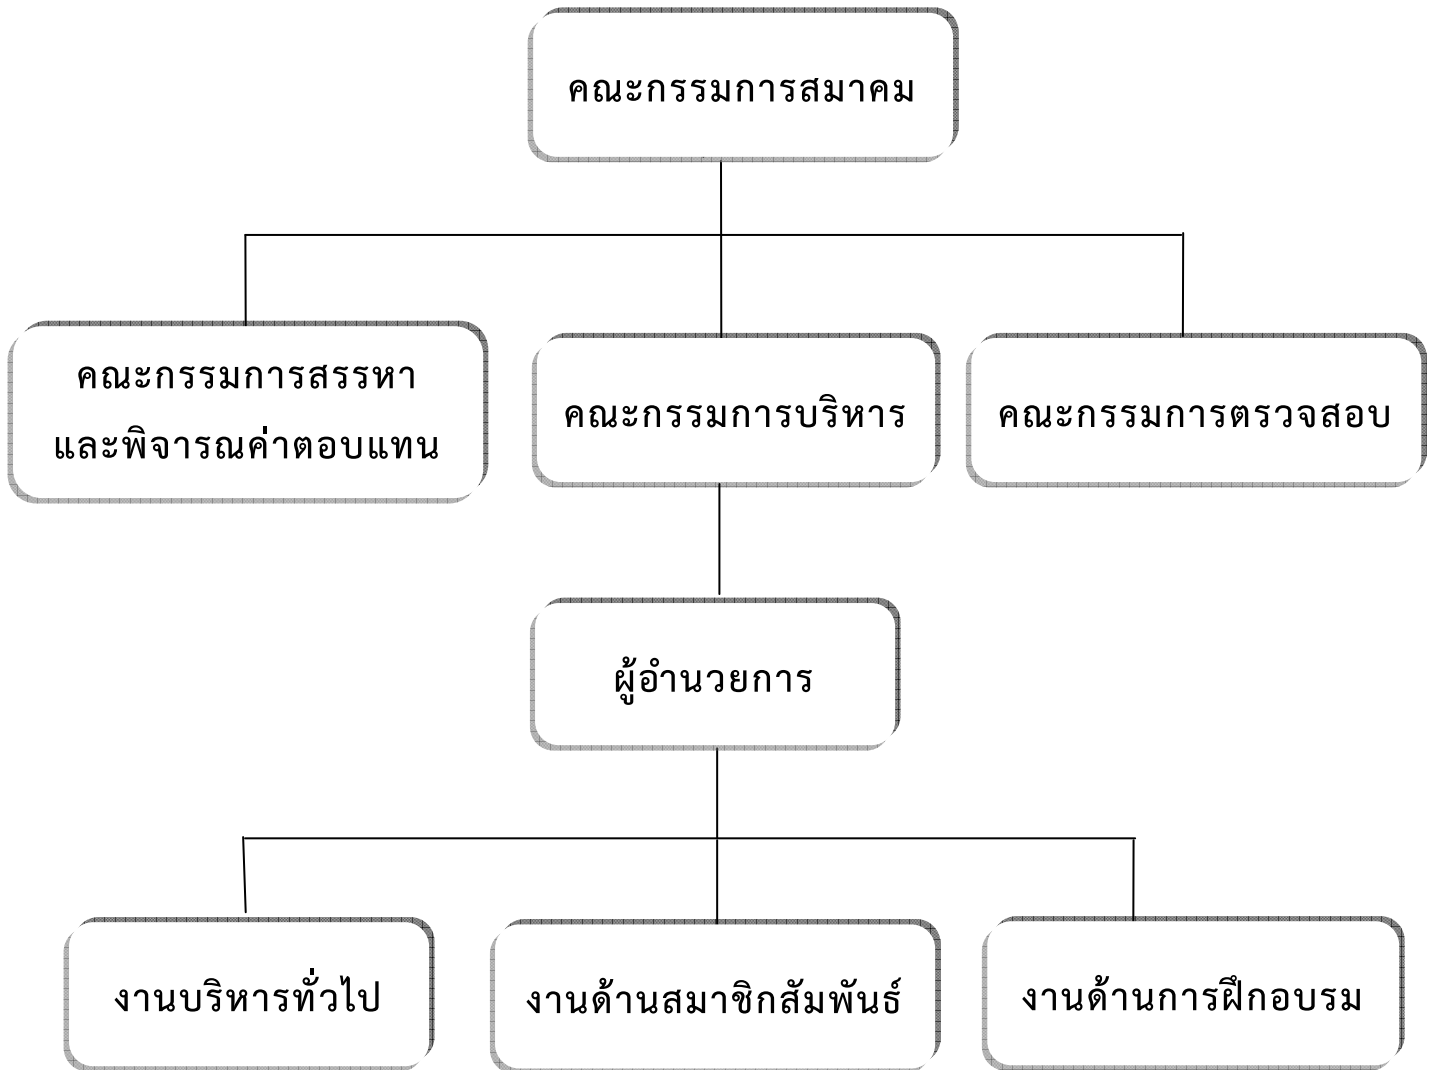 คณะกรรมการสมาคม
คณะกรรมการสรรหา
และพิจารณค่าตอบแทน
คณะกรรมการบริหาร
คณะกรรมการตรวจสอบ
ผู้อำนวยการ
งานบริหารทั่วไป
งานด้านสมาชิกสัมพันธ์
งานด้านการฝึกอบรม